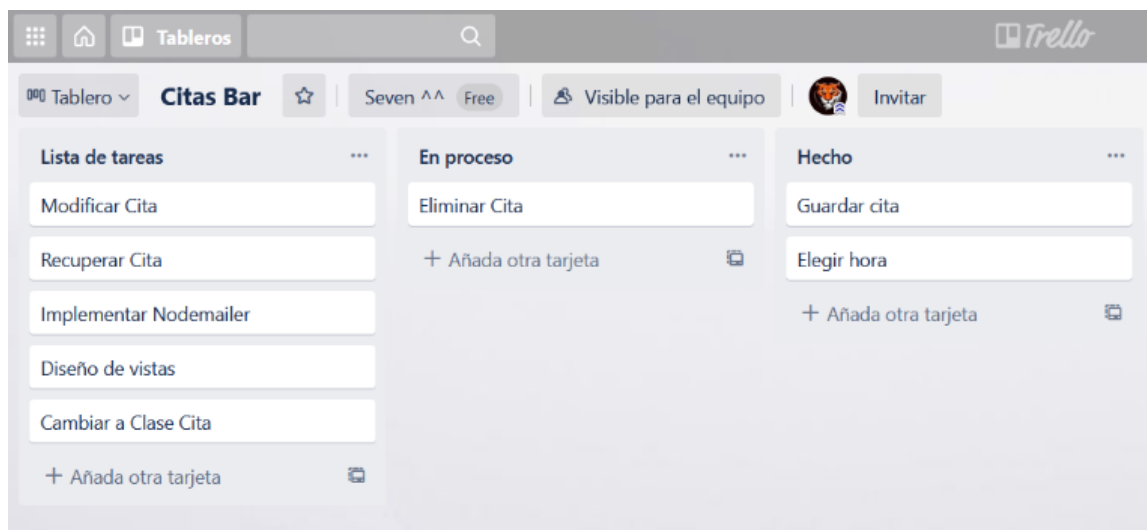 Tableros
Trello
Tablero
Citas Bar
Seven ^^ Free
Visible para el equipo
Invitar
Lista de tareas
Modificar Cita
Recuperar Cita
Implementar Nodemailer
Diseño de vistas
Cambiar a Clase Cita
+ Añada otra tarjeta
En proceso
Eliminar Cita
+ Añada otra tarjeta
Hecho
Guardar cita
Elegir hora
+ Añada otra tarjeta